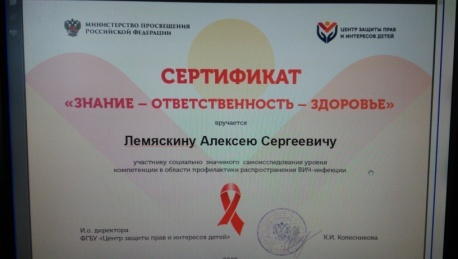 МИНИСТЕРСТВО ПРОСВЕЩЕНИЯ
РОССИЙСКОЙ ФЕДЕРАЦИИ
ЦЕНТР ЗАЩИТЫ ПРАВ
И ИНТЕРЕСОВ ДЕТЕЙ
СЕРТИФИКАТ
«ЗНАНИЕ – ОТВЕТСТВЕННОСТЬ – ЗДОРОВЬЕ»
вручается
Лемяскину Алексею Сергеевичу
участнику социально значимого самоисследования уровня
компетенции в области профилактики распространения ВИЧ-инфекции
И.о. директора
ФГБУ «Центр защиты прав и интересов детей»
К.И. Колесникова